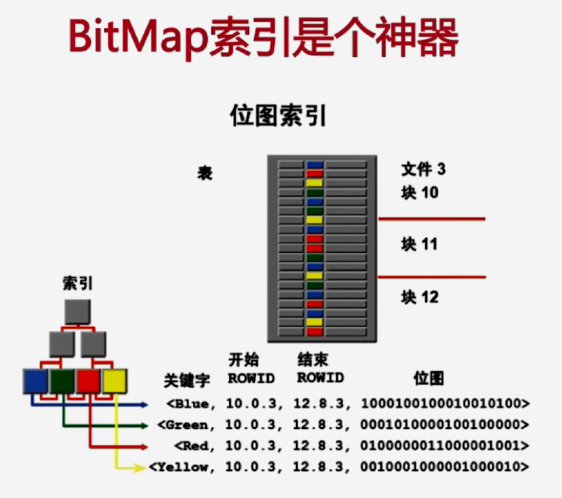 BitMap索引是个神器
位图索引
表
文件 3
块 10
块 11
块 12
索引
关键字
开始
ROWID
结束
ROWID
位图
<Blue, 10.0.3, 12.8.3, 1000100100010010100>
<Green, 10.0.3, 12.8.3, 0001010000100100000>
<Red, 10.0.3, 12.8.3, 0100000011000001001>
<Yellow, 10.0.3, 12.8.3, 0010001000001000010>